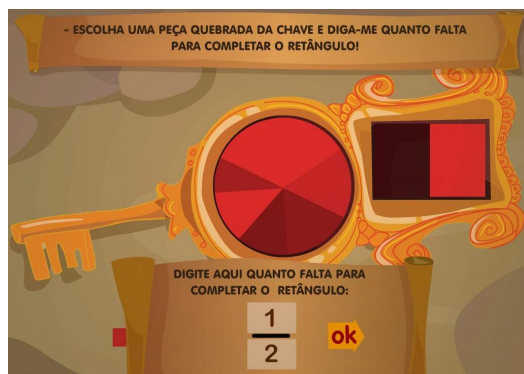 - ESCOLHA UMA PEÇA QUEBRADA DA CHAVE E DIGA-ME QUANTO FALTA
PARA COMPLETAR O RETÂNGULO!
DIGITE AQUI QUANTO FALTA PARA
COMPLETAR O RETÂNGULO:
1
2
ok